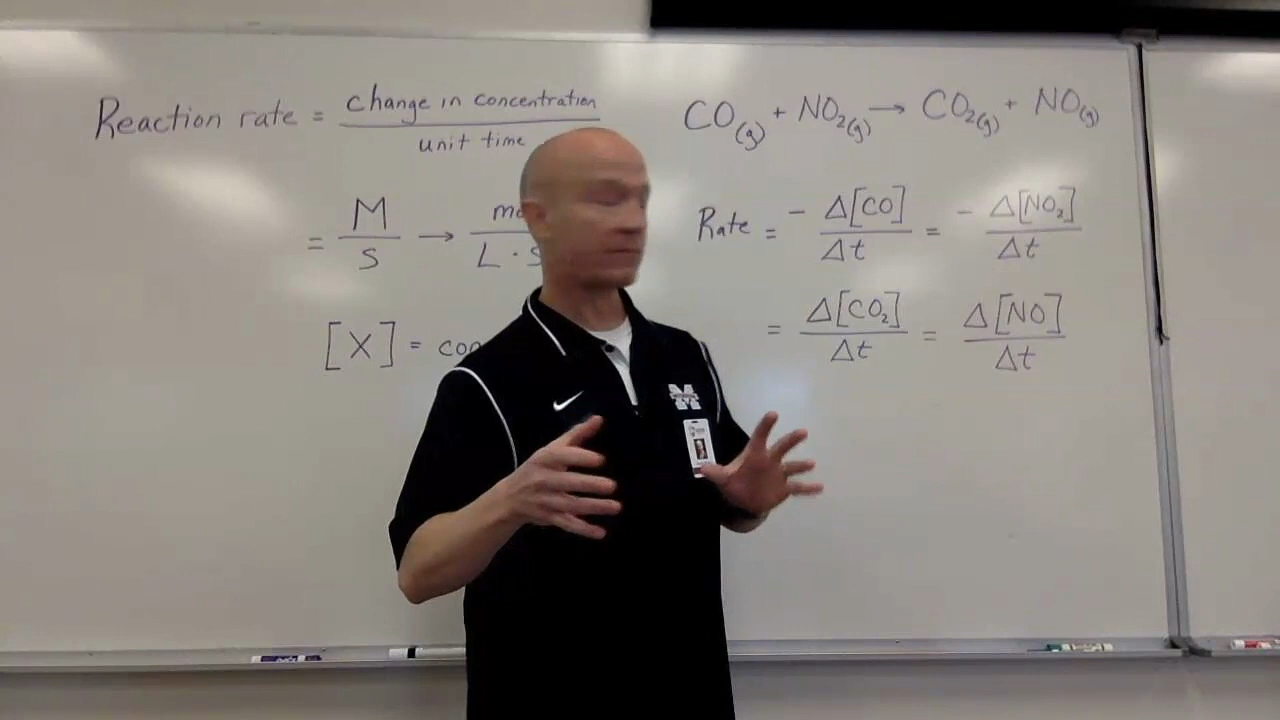 Reaction rate = change in concentration
unit time
= M/S → / L · S
[X] =
CO(g) + NO₂(g) → CO₂(g) + NO(g)
Rate = - Δ[CO]/Δt = - Δ[NO₂]/Δt
= Δ[CO₂]/Δt = Δ[NO]/Δt
M